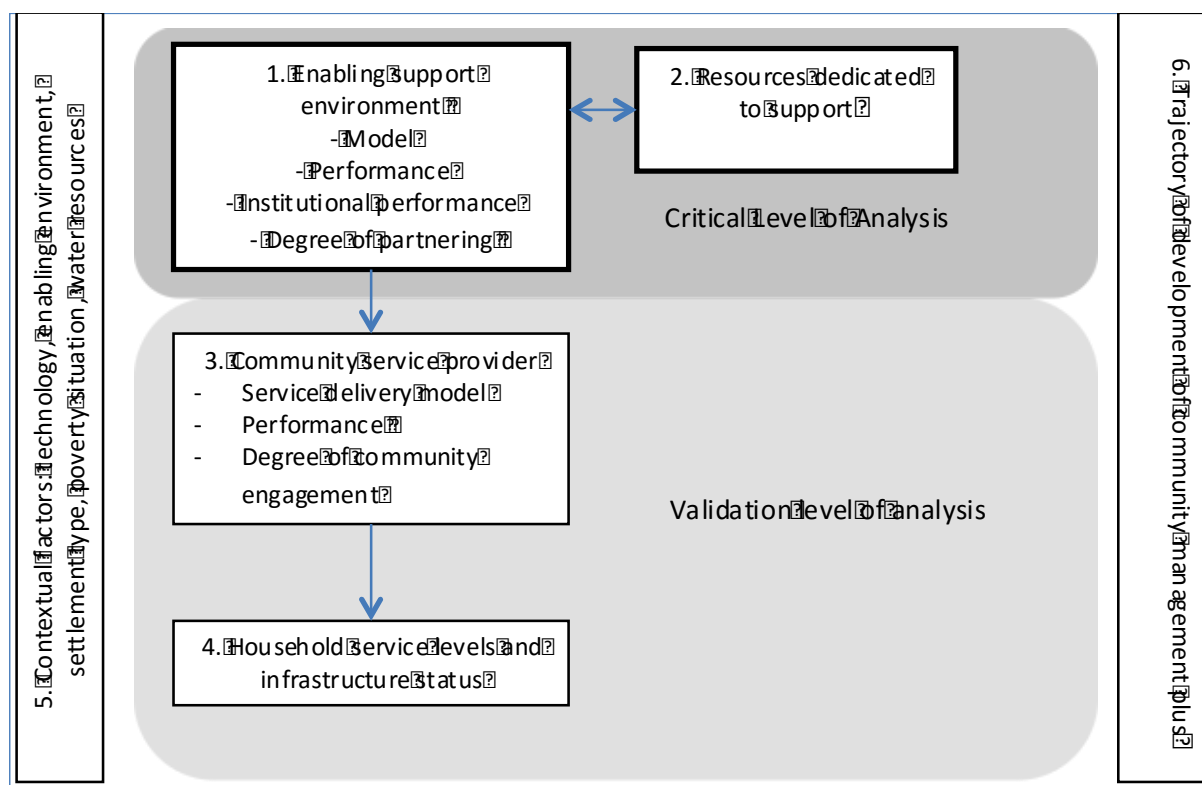 5. Contextual factors: technology, enabling environment,
settlement type, poverty situation, water resources
1. Enabling support
environment
- Model
- Performance
- Institutional performance
- Degree of partnering
2. Resources dedicated
to support
Critical Level of Analysis
3. Community service provider
- Service delivery model
- Performance
- Degree of community
engagement
Validation level of analysis
4. Household service levels and
infrastructure status
6. Trajectory of development of community management plus